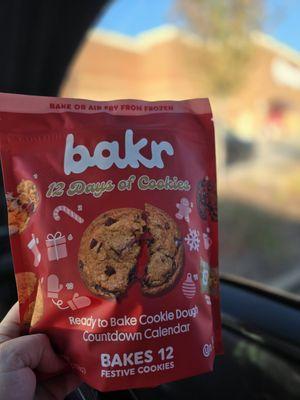 BAKE OR AIR FRY FROM FROZEN
bakr
12 Days of Cookies
Ready to Bake Cookie Dough
Countdown Calendar
BAKES 12
FESTIVE COOKIES